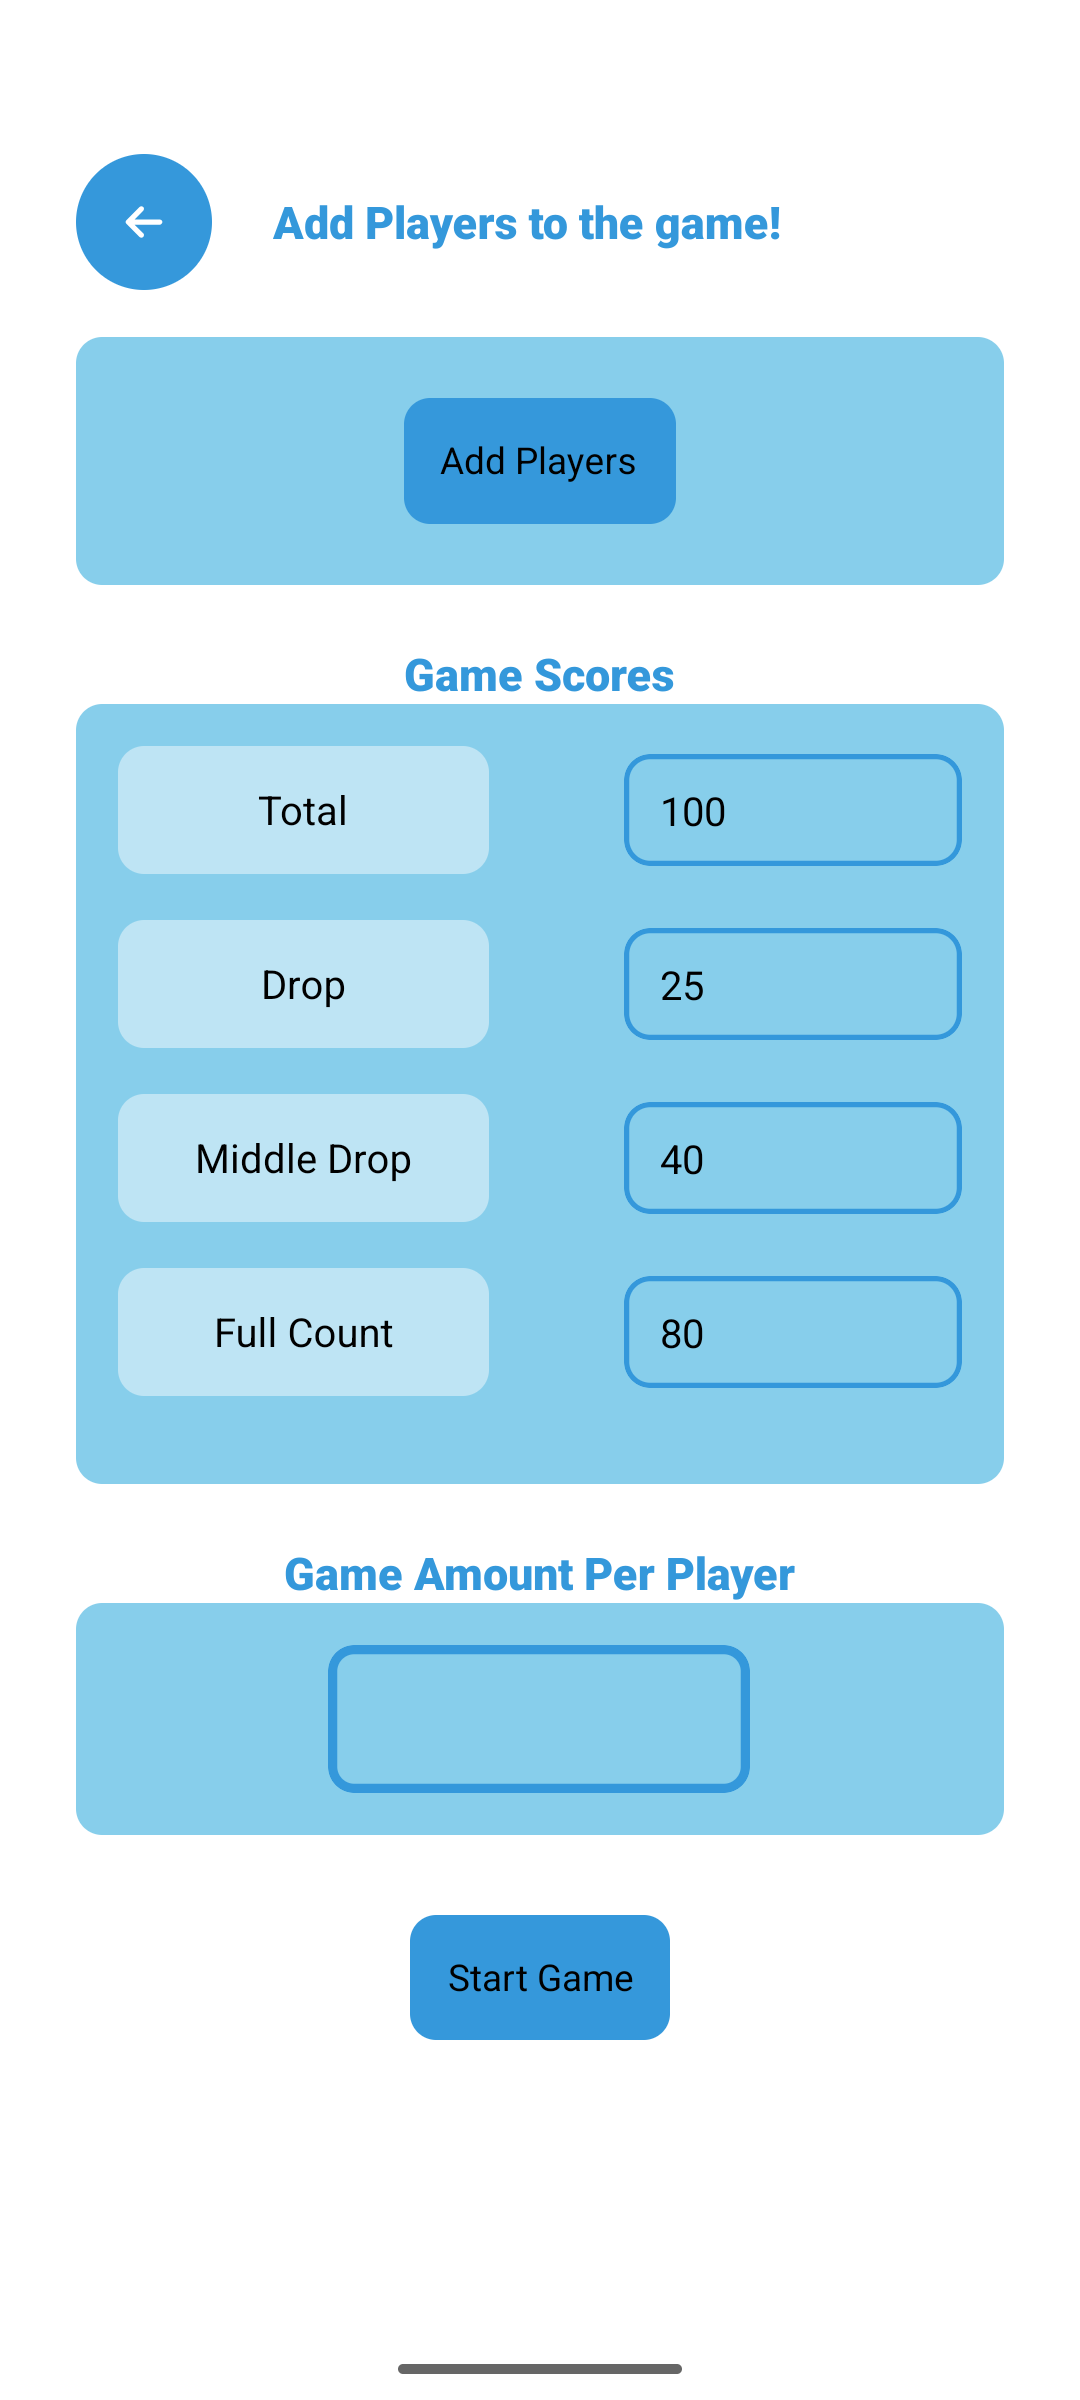 Add Players to the game!
Add Players
Game Scores
Total
100
Drop
25
Middle Drop
40
Full Count
80
Game Amount Per Player
Start Game